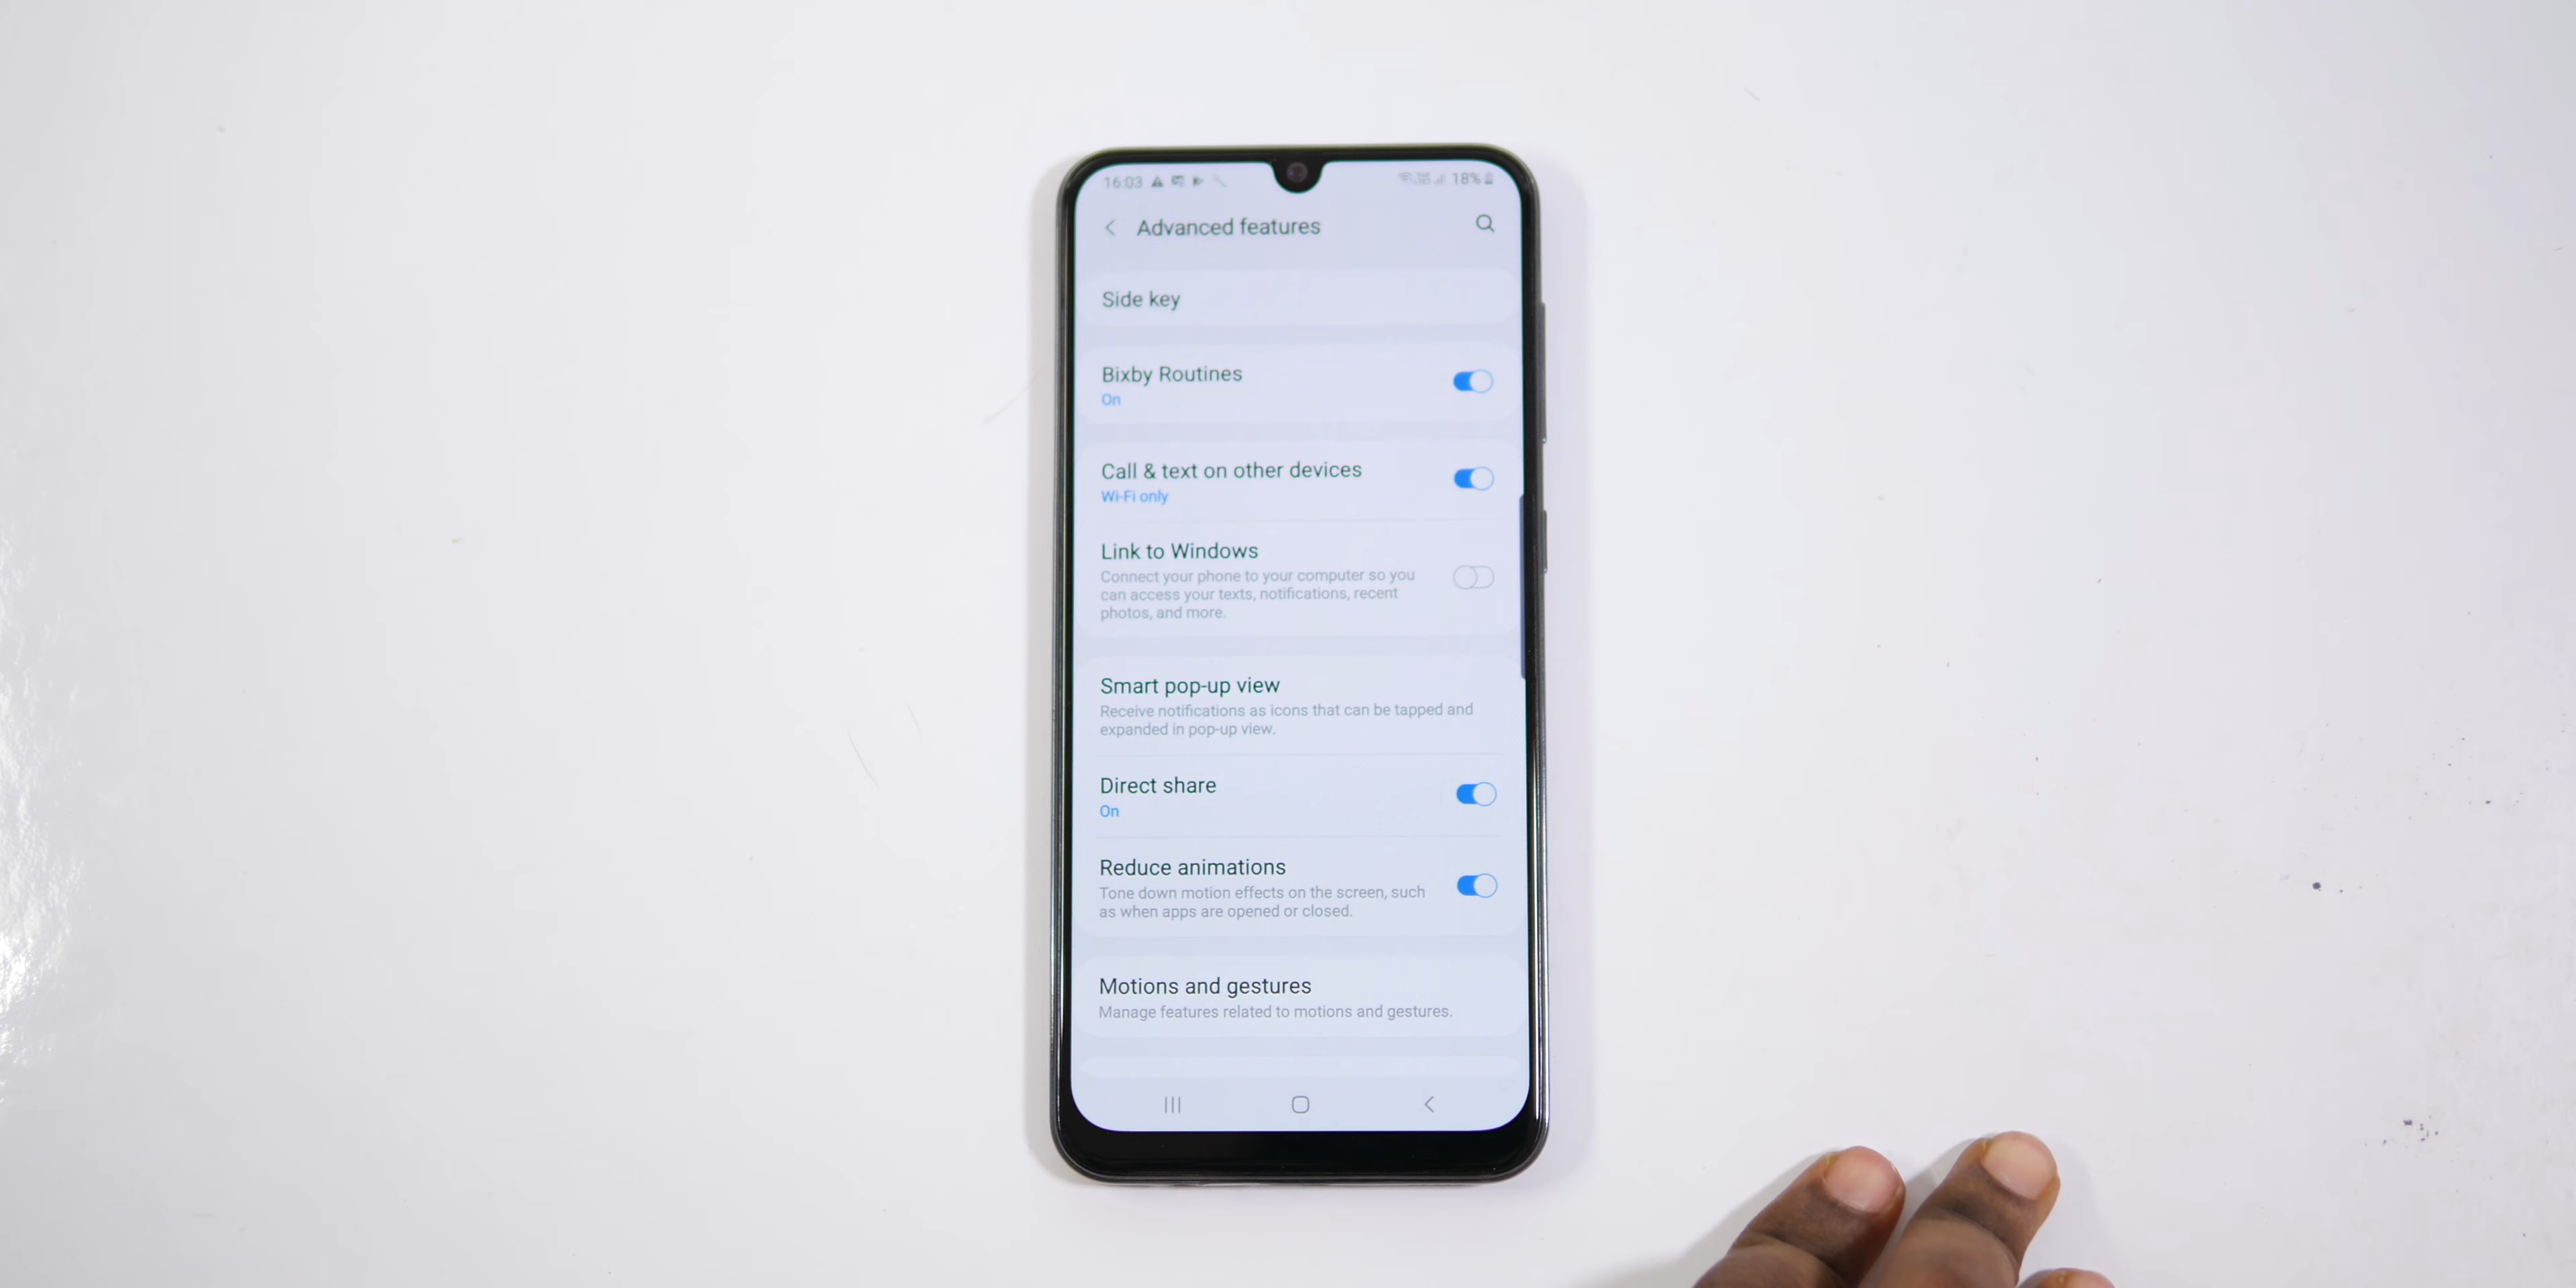 16:03
18%
Advanced features
Side key
Bixby Routines
On
Call & text on other devices
Wi-Fi only
Link to Windows
Connect your phone to your computer so you
can access your texts, notifications, recent
photos, and more.
Smart pop-up view
Receive notifications as icons that can be tapped and
expanded in pop-up view.
Direct share
On
Reduce animations
Tone down motion effects on the screen, such
as when apps are opened or closed.
Motions and gestures
Manage features related to motions and gestures.